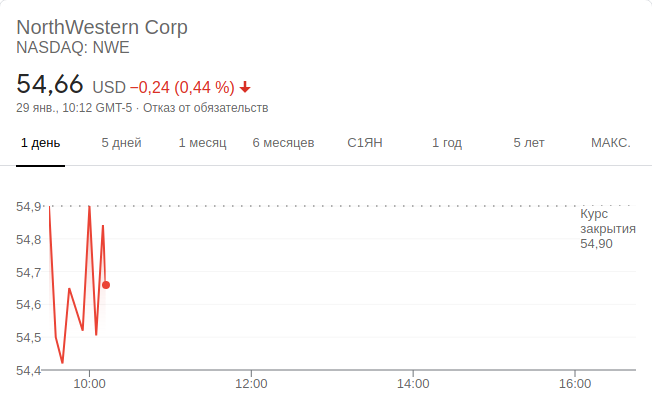 NorthWestern Corp
NASDAQ: NWE
54,66 USD −0,24 (0,44 %)
29 янв., 10:12 GMT-5 · Отказ от обязательств
1 день 5 дней 1 месяц 6 месяцев С1ЯН 1 год 5 лет МАКС.
54,9
Курс
закрытия
54,90
54,8
54,7
54,6
54,5
54,4
10:00 12:00 14:00 16:00